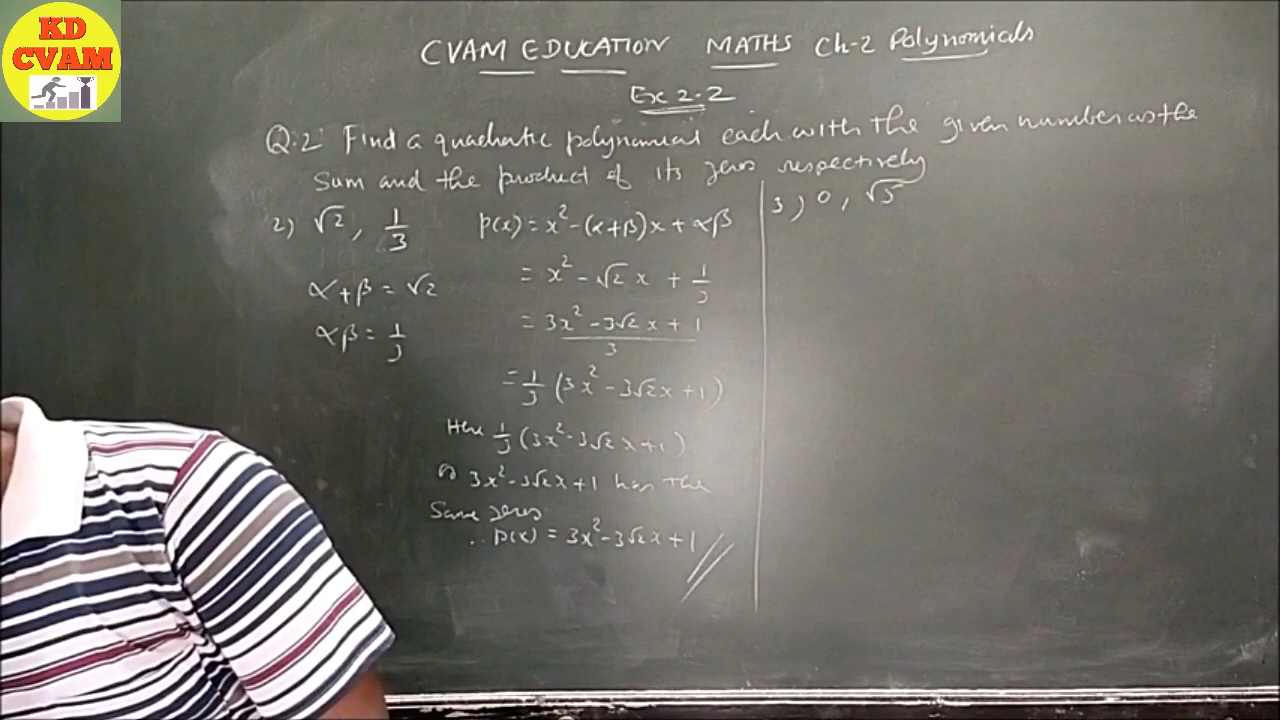 KD
CVAM
CVAM EDUCATION MATHS Ch-2 Polynomials
Ex 2.2
Q.2 Find a quadratic polynomial each with the given number as the
sum and the product of its zeros respectively
2) √2, 1/3
α+β = √2
αβ = 1/3
p(x) = x² - (α+β)x + αβ
= x² - √2 x + 1/3
= 3x² - 3√2 x + 1 / 3
= 1/3 (3x² - 3√2x + 1)
Here 1/3 (3x² - 3√2 x + 1)
3x² - 3√2x + 1 has the
Same zeros
∴ p(x) = 3x² - 3√2x + 1
3) 0, √5